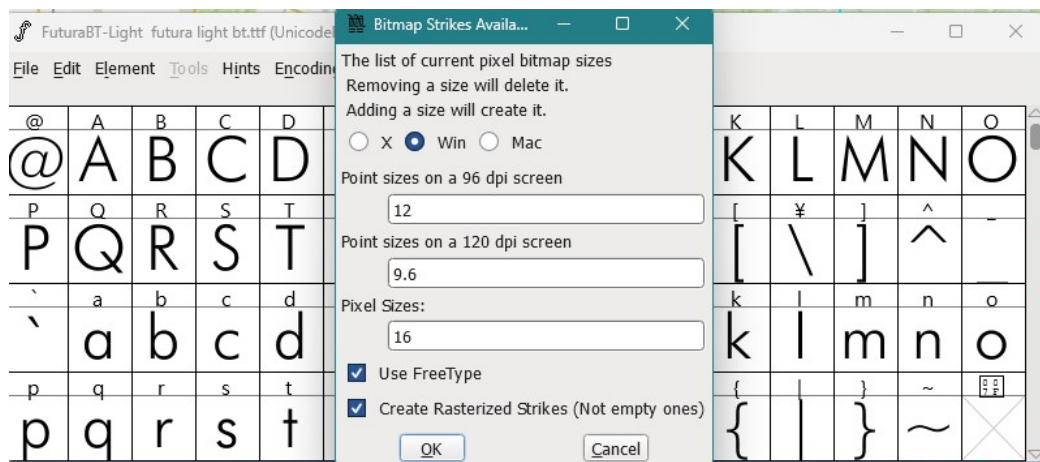 FuturaBT-Light futura light bt.ttf (Unicode
Bitmap Strikes Availa...
File Edit Element Tools Hints Encodin
The list of current pixel bitmap sizes
Removing a size will delete it.
Adding a size will create it.
X Win Mac
Point sizes on a 96 dpi screen
12
Point sizes on a 120 dpi screen
9.6
Pixel Sizes:
16
Use FreeType
Create Rasterized Strikes (Not empty ones)
OK Cancel
@ A B C D K L M N O
@ A B C D K L M N O
P Q R S T [ ¥ ] ^ _
P Q R S T [ \ ] ^ _
` a b c d k l m n o
` a b c d k l m n o
p q r s t { | } ~
p q r s t { | } ~